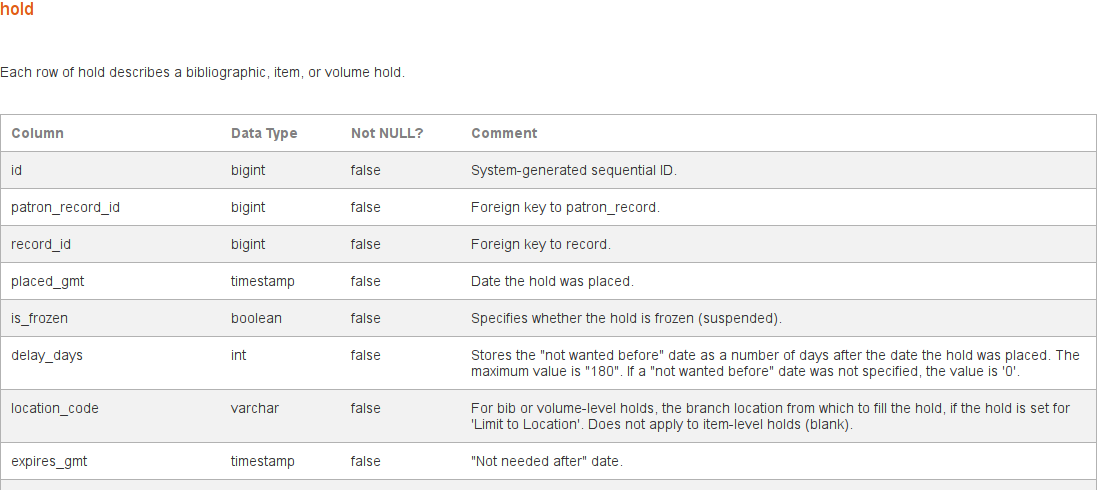 hold
Each row of hold describes a bibliographic, item, or volume hold.
Column Data Type Not NULL? Comment
id bigint false System-generated sequential ID.
patron_record_id bigint false Foreign key to patron_record.
record_id bigint false Foreign key to record.
placed_gmt timestamp false Date the hold was placed.
is_frozen boolean false Specifies whether the hold is frozen (suspended).
delay_days int false Stores the "not wanted before" date as a number of days after the date the hold was placed. The
maximum value is "180". If a "not wanted before" date was not specified, the value is '0'.
location_code varchar false For bib or volume-level holds, the branch location from which to fill the hold, if the hold is set for
'Limit to Location'. Does not apply to item-level holds (blank).
expires_gmt timestamp false "Not needed after" date.